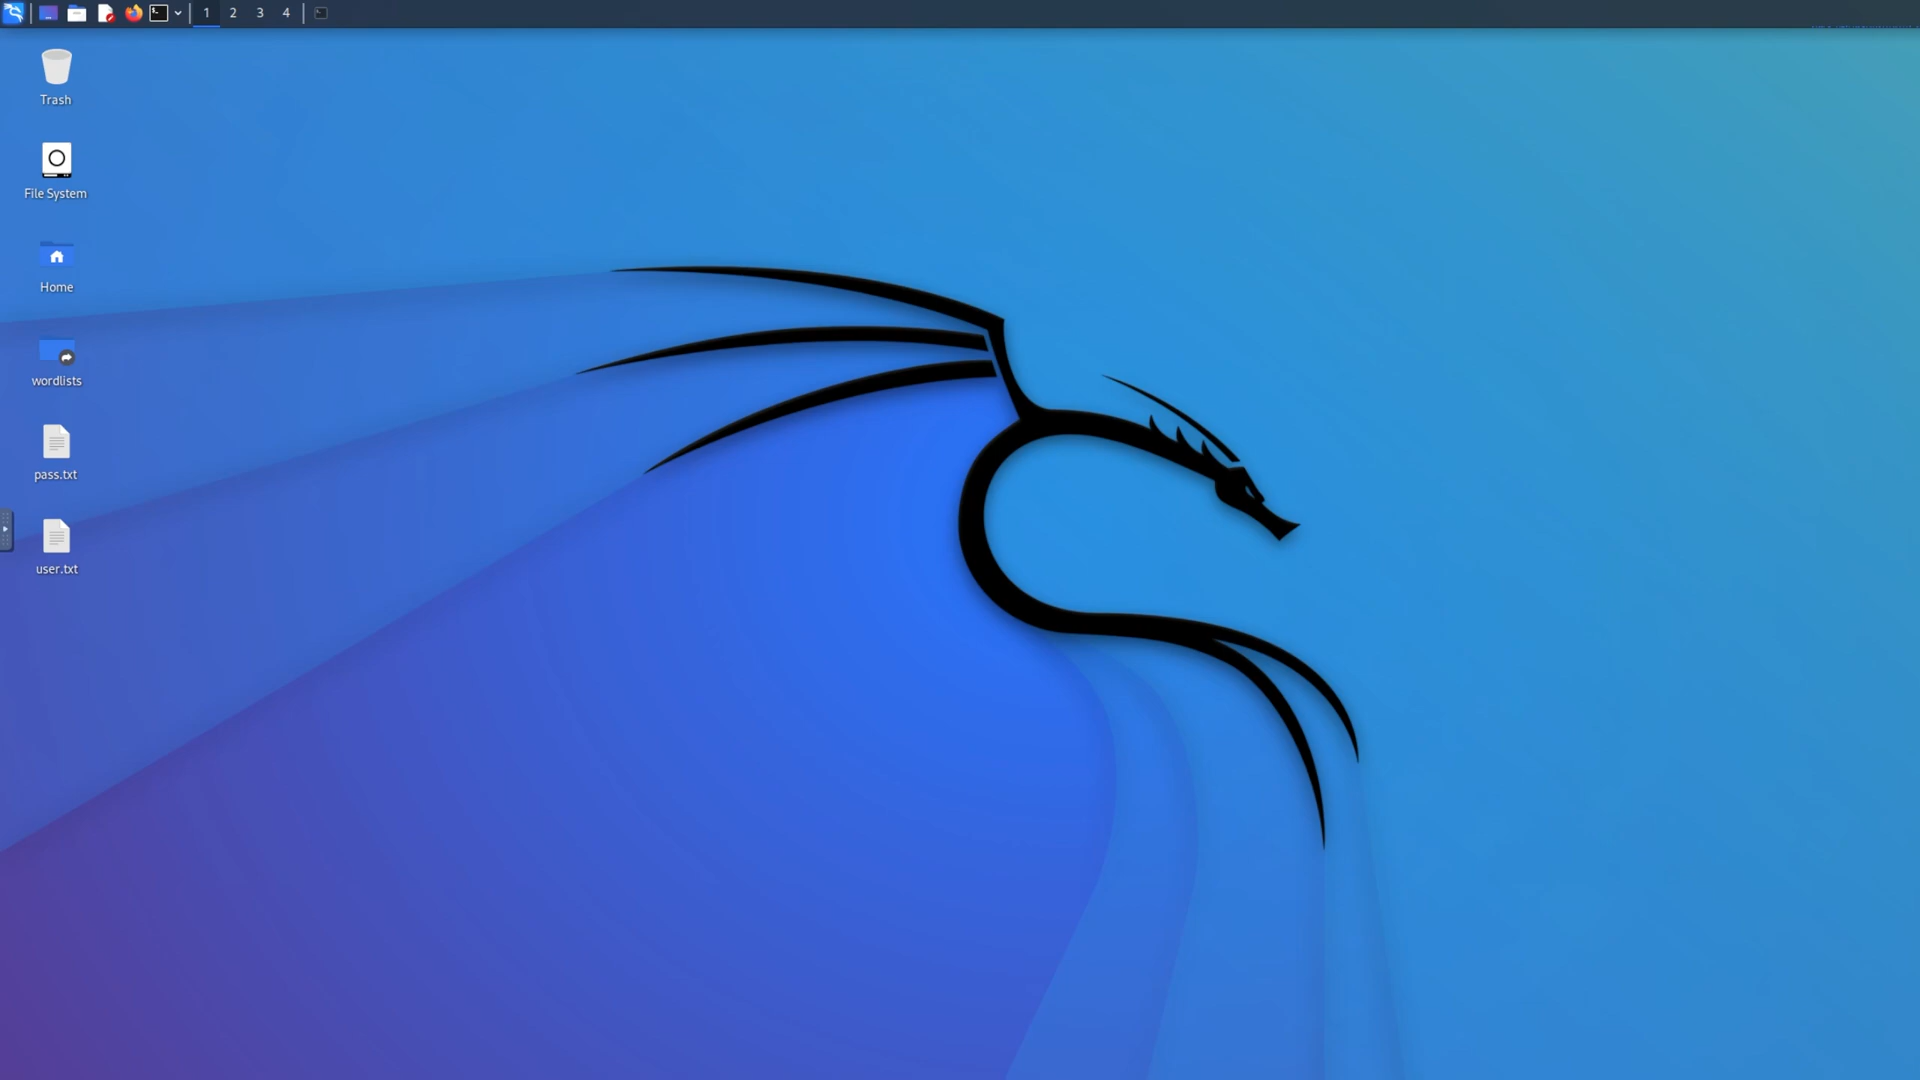 1 2 3 4
Trash
File System
Home
wordlists
pass.txt
user.txt